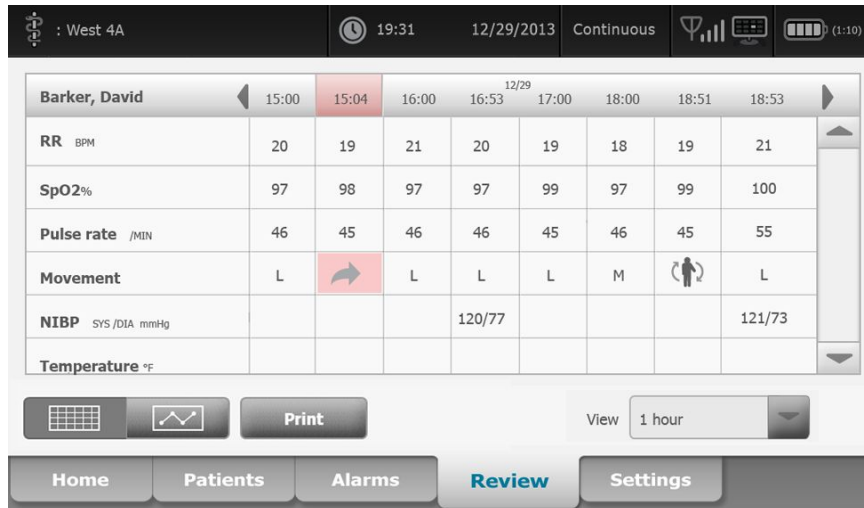 : West 4A 19:31 12/29/2013 Continuous (1:10)
12/29
Barker, David 15:00 15:04 16:00 16:53 17:00 18:00 18:51 18:53
RR BPM 20 19 21 20 19 18 19 21
SpO2% 97 98 97 97 99 97 99 100
Pulse rate /MIN 46 45 46 46 45 46 45 55
Movement L L L L M L
NIBP SYS/DIA mmHg 120/77 121/73
Temperature °F
Print View 1 hour
Home Patients Alarms Review Settings